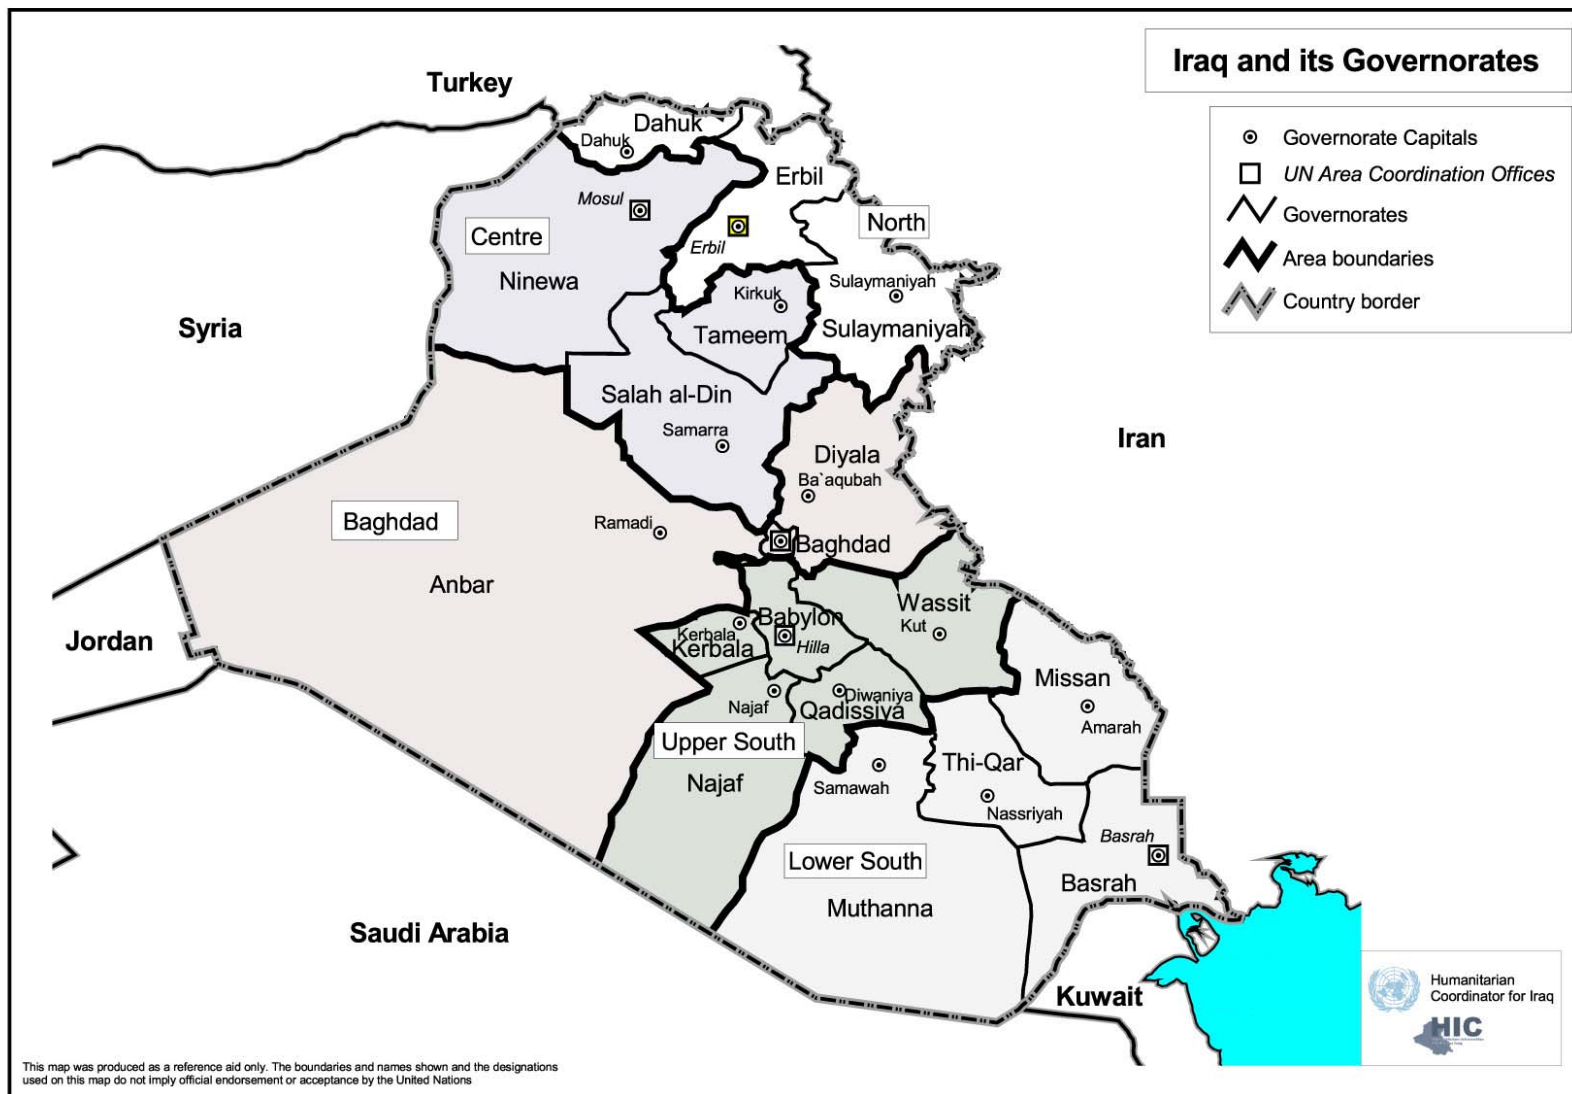 Iraq and its Governorates
Governorate Capitals
UN Area Coordination Offices
Governorates
Area boundaries
Country border
Turkey
Dahuk
Dahuk
Erbil
Mosul
North
Centre
Erbil
Ninewa
Sulaymaniyah
Kirkuk
Syria
Tameem
Sulaymaniyah
Salah al-Din
Samarra
Iran
Diyala
Ba`aqubah
Baghdad
Ramadi
Baghdad
Anbar
Wassit
Babylon
Kut
Kerbala
Jordan
Kerbala
Hilla
Missan
Diwaniya
Najaf
Qadissiya
Amarah
Upper South
Thi-Qar
Najaf
Samawah
Nassriyah
Basrah
Lower South
Basrah
Muthanna
Saudi Arabia
Kuwait
Humanitarian
Coordinator for Iraq
HIC
This map was produced as a reference aid only. The boundaries and names shown and the designations
used on this map do not imply official endorsement or acceptance by the United Nations